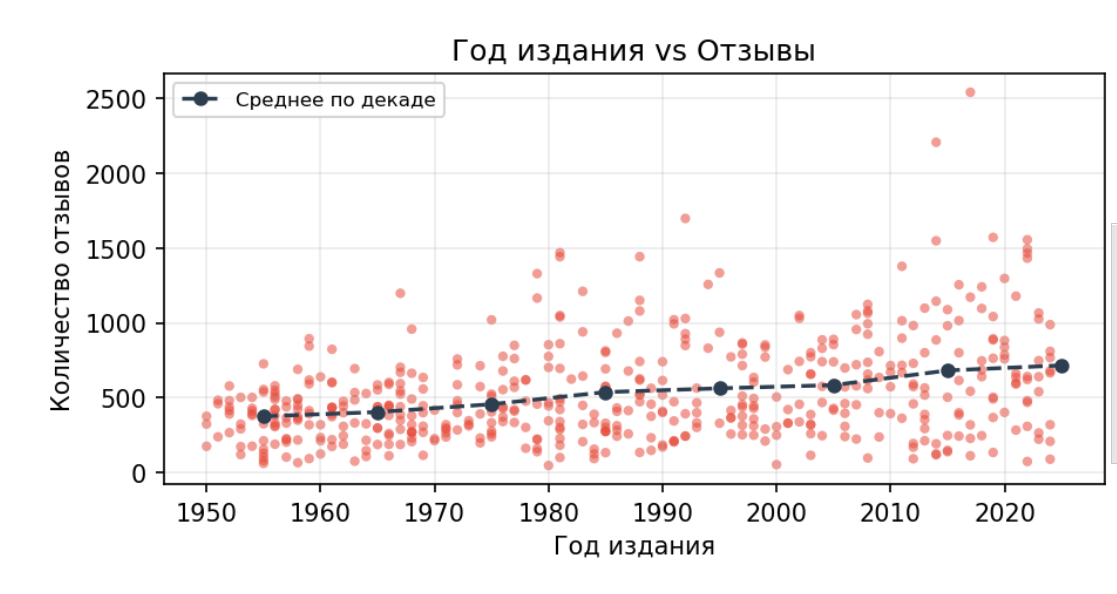 Год издания vs Отзывы
Среднее по декаде
Количество отзывов
2500
2000
1500
1000
500
0
1950 1960 1970 1980 1990 2000 2010 2020
Год издания